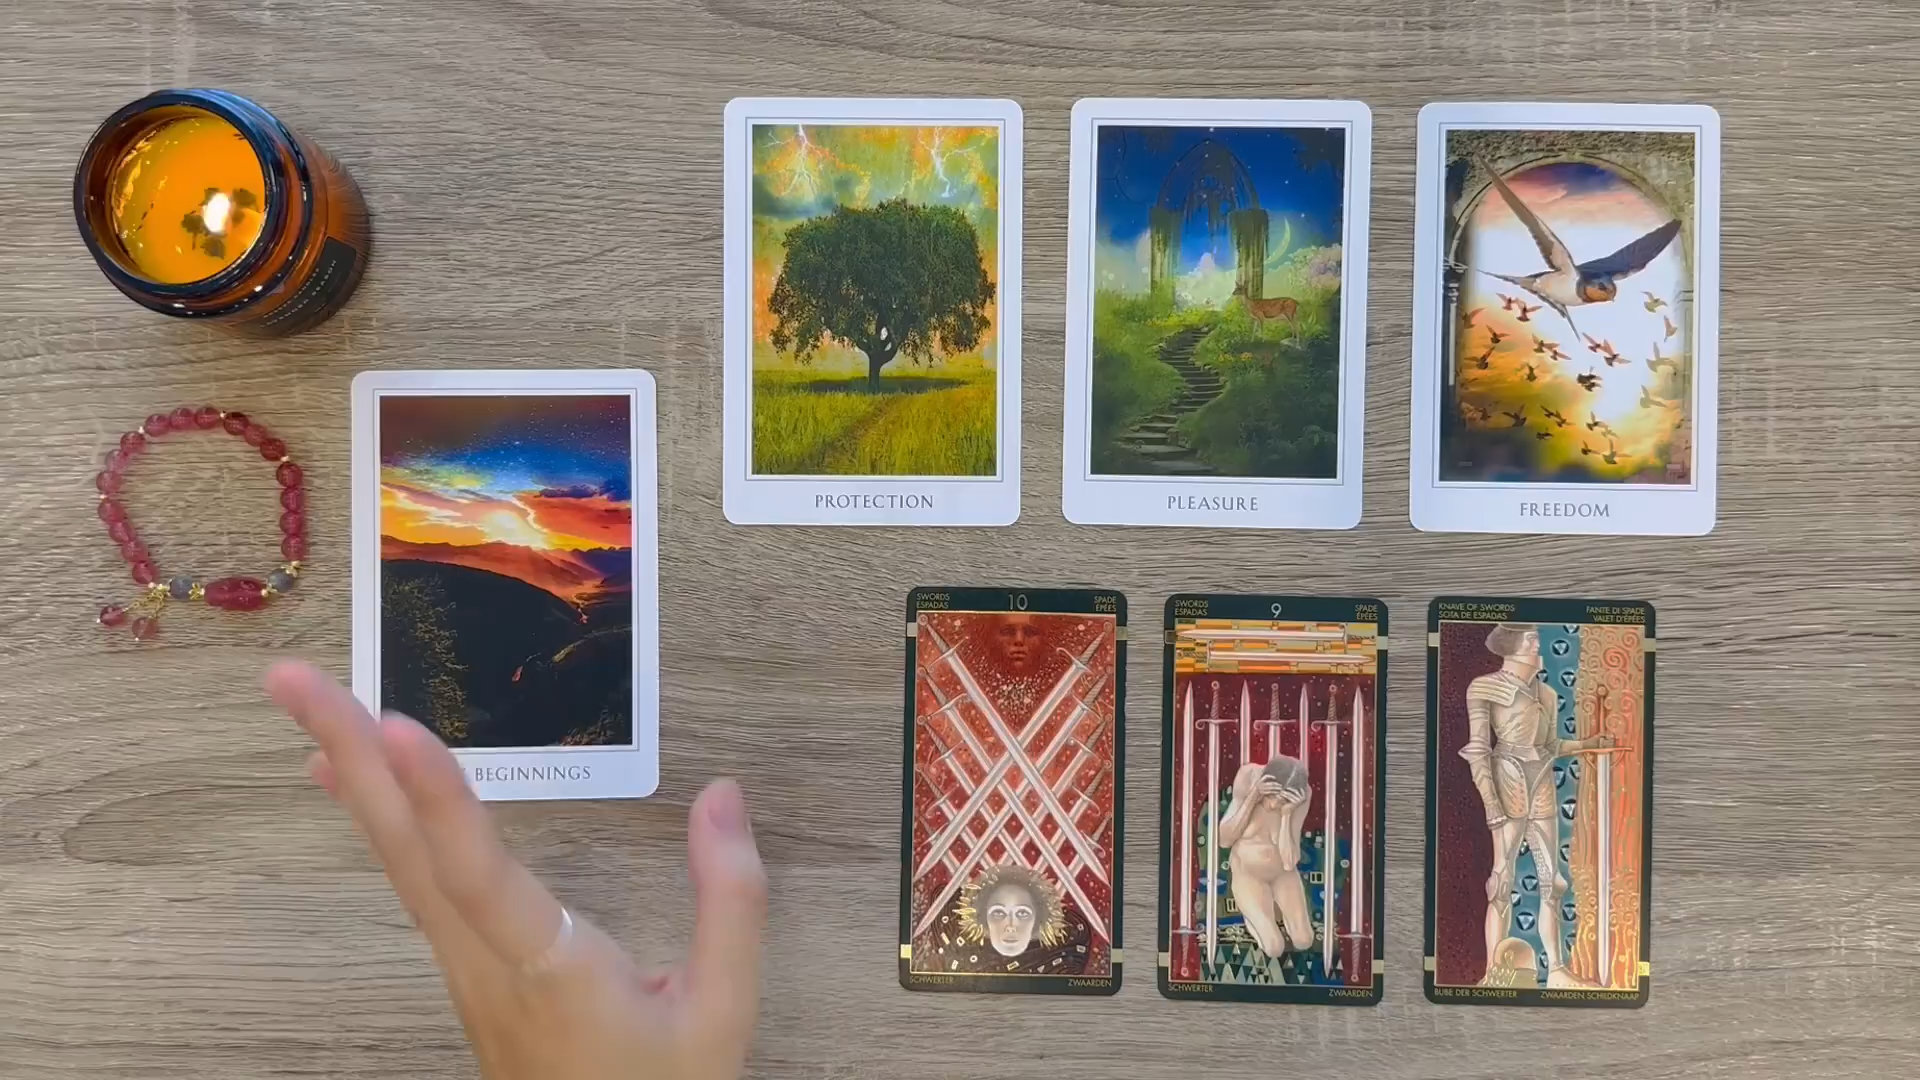 PROTECTION
PLEASURE
FREEDOM
BEGINNINGS
SWORDS
ESPADAS
10
SPADE
ÉPÉES
SCHWERTER
ZWAARDEN
SWORDS
ESPADAS
9
SPADE
ÉPÉES
SCHWERTER
ZWAARDEN
KNAVE OF SWORDS
SOTA DE ESPADAS
FANTE DI SPADE
VALET D'ÉPÉES
BUBE DER SCHWERTER
ZWAARDEN SCHILDKNAAP